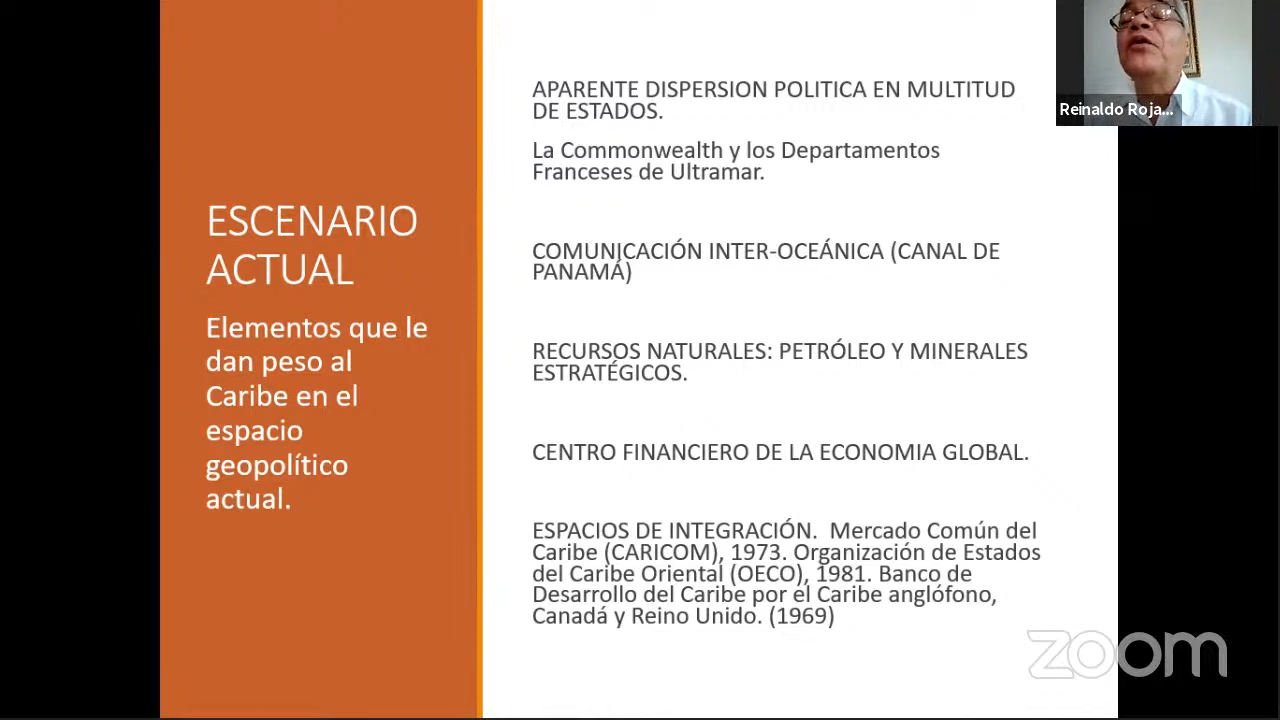 ESCENARIO
ACTUAL
Elementos que le
dan peso al
Caribe en el
espacio
geopolítico
actual.
APARENTE DISPERSION POLITICA EN MULTITUD
DE ESTADOS.
La Commonwealth y los Departamentos
Franceses de Ultramar.
COMUNICACIÓN INTER-OCEÁNICA (CANAL DE
PANAMÁ)
RECURSOS NATURALES: PETRÓLEO Y MINERALES
ESTRATÉGICOS.
CENTRO FINANCIERO DE LA ECONOMIA GLOBAL.
ESPACIOS DE INTEGRACIÓN. Mercado Común del
Caribe (CARICOM), 1973. Organización de Estados
del Caribe Oriental (OECO), 1981. Banco de
Desarrollo del Caribe por el Caribe anglófono,
Canadá y Reino Unido. (1969)
Reinaldo Roja...
zoom